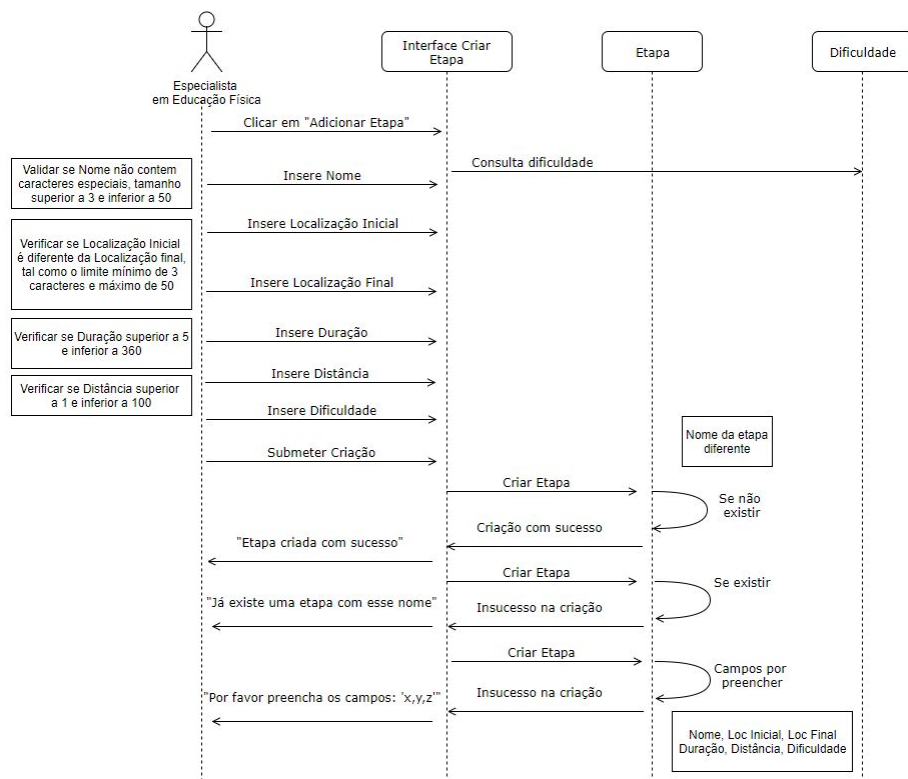 Especialista
em Educação Física
Interface Criar
Etapa
Etapa
Dificuldade
Clicar em "Adicionar Etapa"
Consulta dificuldade
Validar se Nome não contem
caracteres especiais, tamanho
superior a 3 e inferior a 50
Insere Nome
Insere Localização Inicial
Verificar se Localização Inicial
é diferente da Localização final,
tal como o limite mínimo de 3
caracteres e máximo de 50
Insere Localização Final
Verificar se Duração superior a 5
e inferior a 360
Insere Duração
Verificar se Distância superior
a 1 e inferior a 100
Insere Distância
Insere Dificuldade
Submeter Criação
Nome da etapa
diferente
Criar Etapa
Se não
existir
Criação com sucesso
"Etapa criada com sucesso"
Criar Etapa
Se existir
Insucesso na criação
"Já existe uma etapa com esse nome"
Criar Etapa
Campos por
preencher
Insucesso na criação
"Por favor preencha os campos: 'x,y,z'"
Nome, Loc Inicial, Loc Final
Duração, Distância, Dificuldade